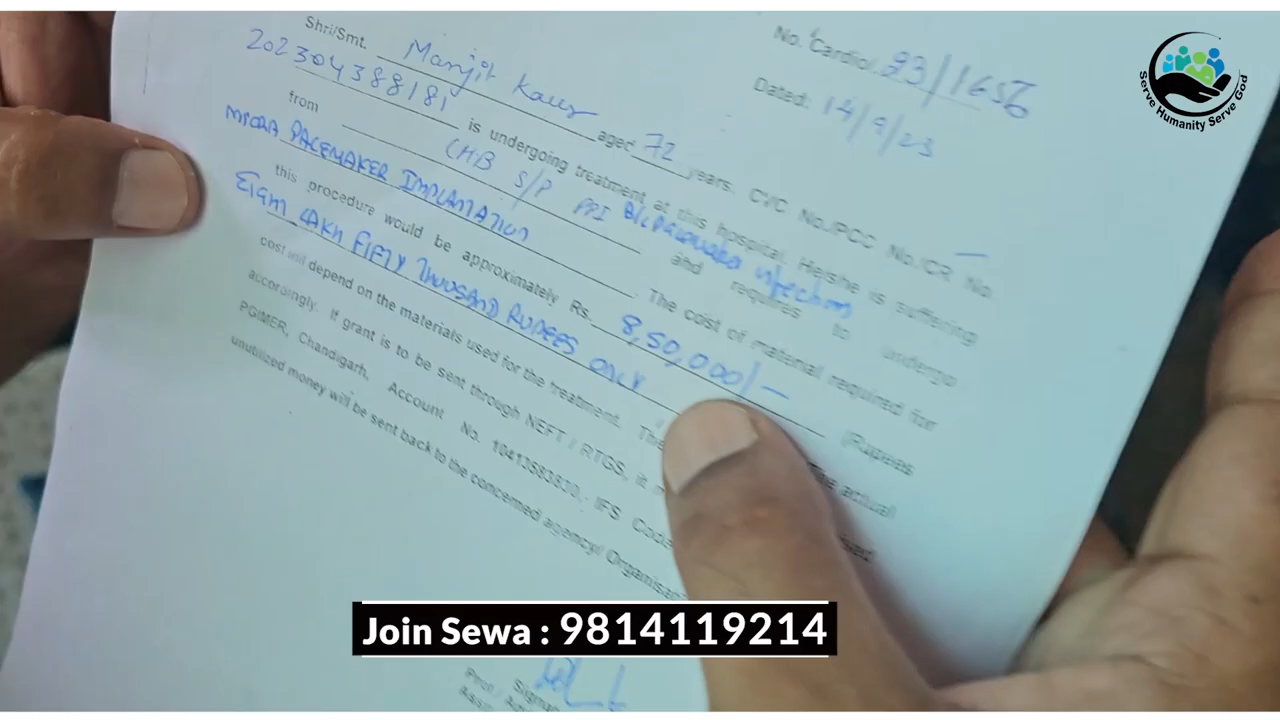 No. Cardio/ 93/1656
Dated: 14/9/23
Shri/Smt. Manjit Kaur aged 72 years. CVC No./PCC No./CR No.
202304388181 is undergoing treatment at this hospital. He/she is suffering
from CHB S/P PPI Pacemaker infection and requires to undergo
MICRA PACEMAKER IMPLANTATION. The cost of material required for
this procedure would be approximately Rs. 8,50,000/- (Rupees
EIGHT LAKH FIFTY THOUSAND RUPEES ONLY The actual
cost will depend on the materials used for the treatment.
accordingly. If grant is to be sent through NEFT / RTGS, it
PGIMER, Chandigarh, Account No. IFS Code
unutilized money will be sent back to the concerned agency/
Serve Humanity Serve God
Join Sewa : 9814119214